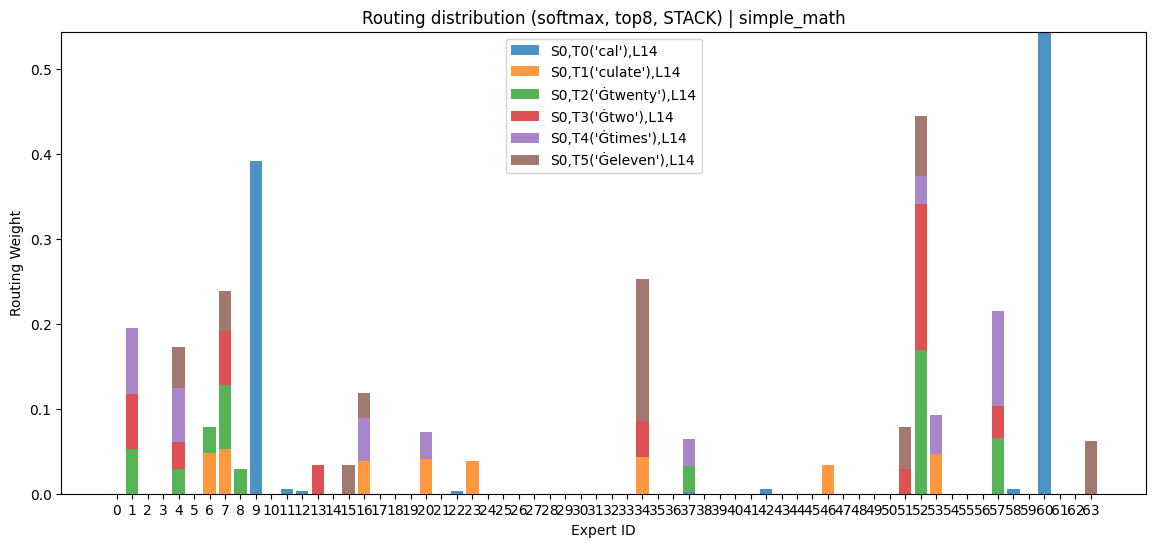 Routing distribution (softmax, top8, STACK) | simple_math
S0,T0('cal'),L14
S0,T1('culate'),L14
S0,T2('Ġtwenty'),L14
S0,T3('Ġtwo'),L14
S0,T4('Ġtimes'),L14
S0,T5('Ġeleven'),L14
Routing Weight
0.5
0.4
0.3
0.2
0.1
0.0
0 1 2 3 4 5 6 7 8 9 10 11 12 13 14 15 16 17 18 19 20 21 22 23 24 25 26 27 28 29 30 31 32 33 34 35 36 37 38 39 40 41 42 43 44 45 46 47 48 49 50 51 52 53 54 55 56 57 58 59 60 61 62 63
Expert ID